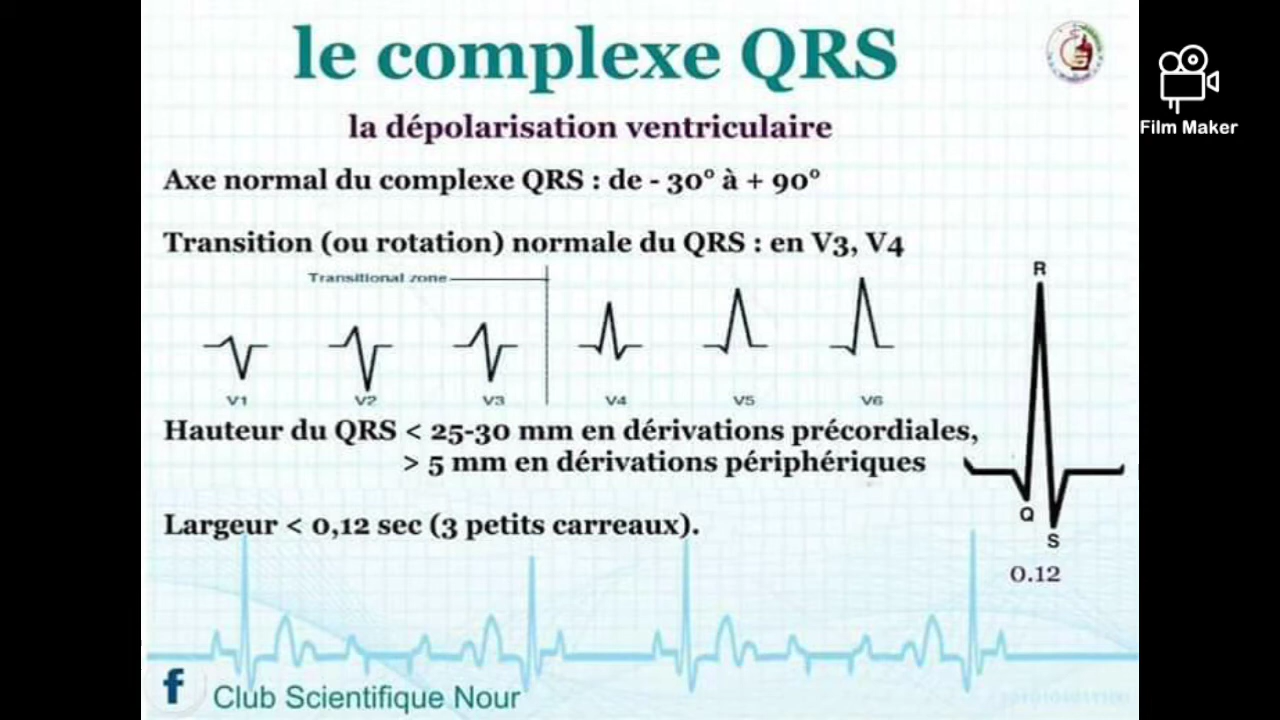 le complexe QRS
Film Maker
la dépolarisation ventriculaire
Axe normal du complexe QRS : de - 30° à + 90°
Transition (ou rotation) normale du QRS : en V3, V4
Transitional zone
R
V1 V2 V3 V4 V5 V6
Hauteur du QRS < 25-30 mm en dérivations précordiales,
> 5 mm en dérivations périphériques
Q
Largeur < 0,12 sec (3 petits carreaux).
S
0.12
f Club Scientifique Nour